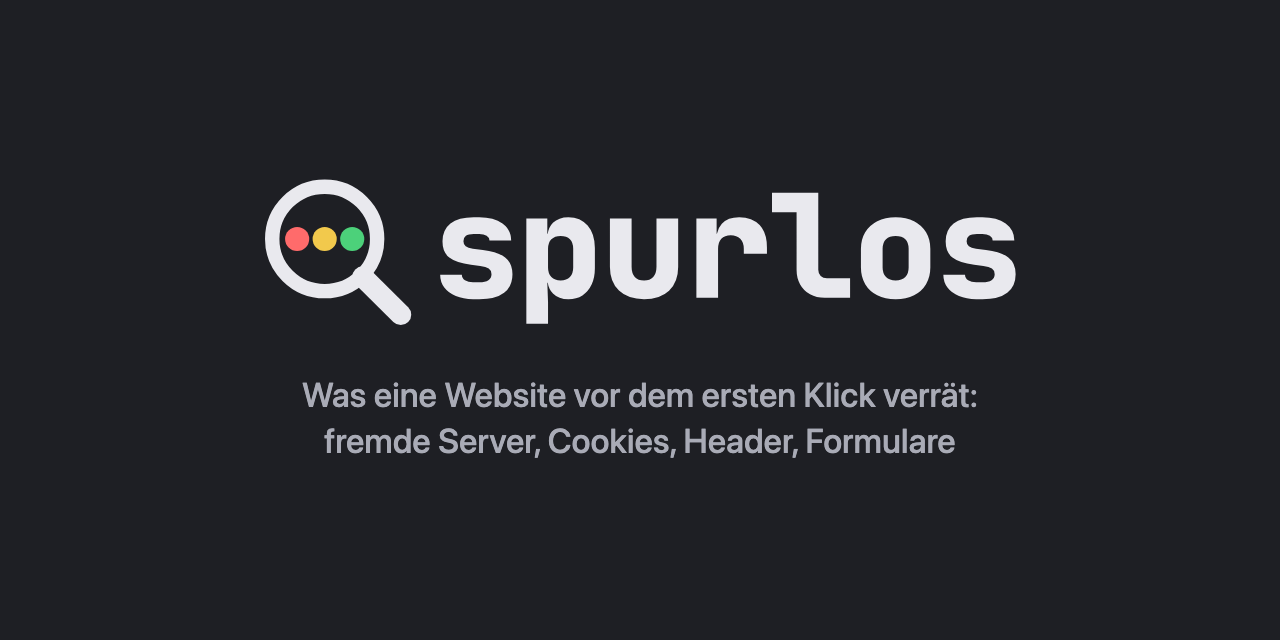 spurlos
Was eine Website vor dem ersten Klick verrät:
fremde Server, Cookies, Header, Formulare